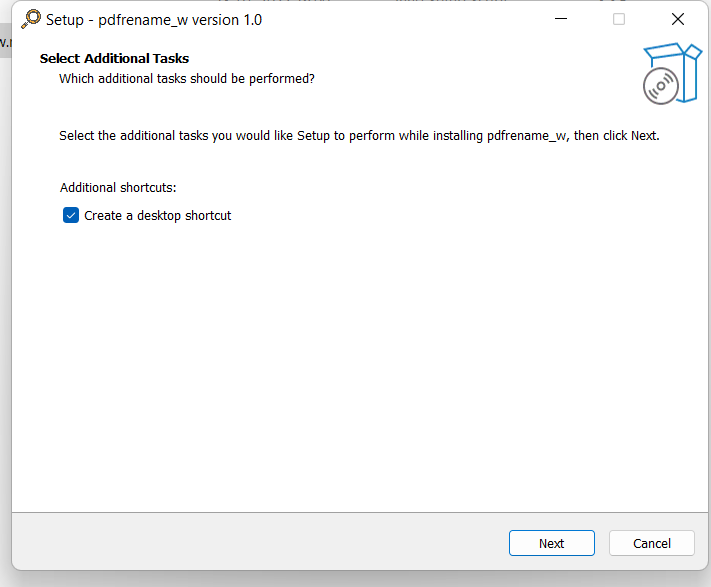 Setup - pdfrename_w version 1.0
Select Additional Tasks
Which additional tasks should be performed?
Select the additional tasks you would like Setup to perform while installing pdfrename_w, then click Next.
Additional shortcuts:
Create a desktop shortcut
Next
Cancel